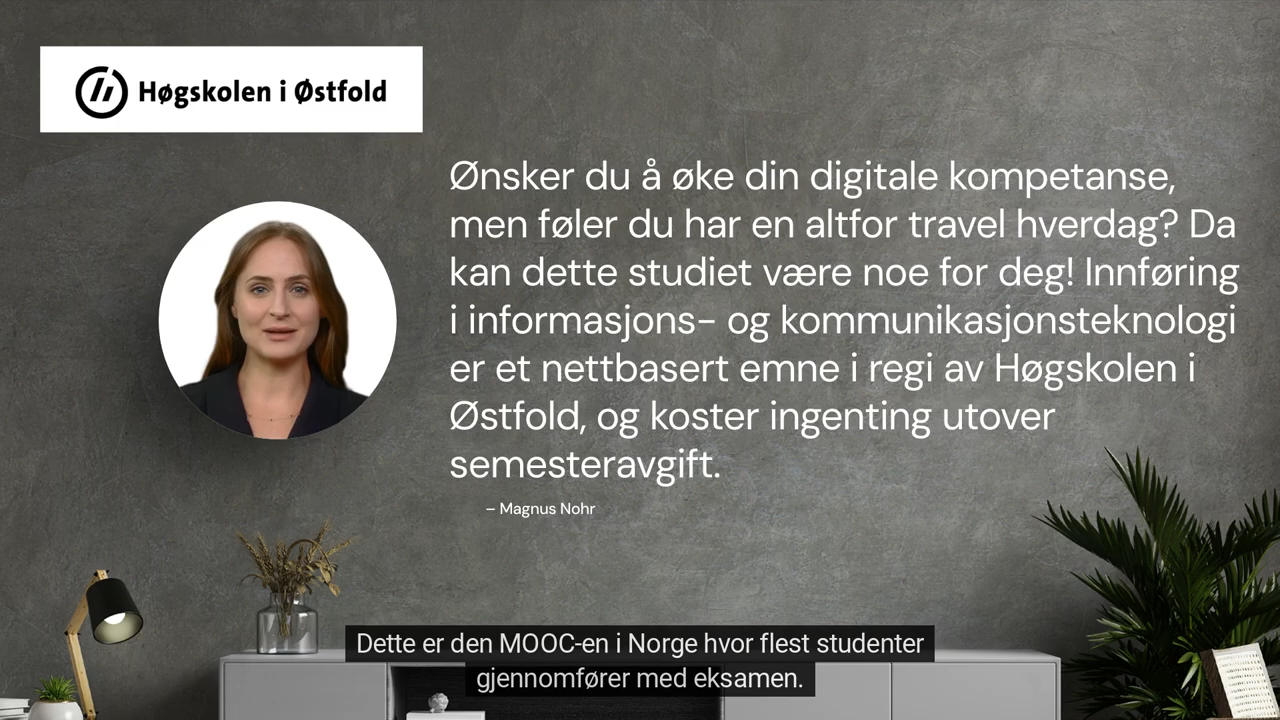 Høgskolen i Østfold
Ønsker du å øke din digitale kompetanse,
men føler du har en altfor travel hverdag? Da
kan dette studiet være noe for deg! Innføring
i informasjons– og kommunikasjonsteknologi
er et nettbasert emne i regi av Høgskolen i
Østfold, og koster ingenting utover
semesteravgift.
– Magnus Nohr
Dette er den MOOC-en i Norge hvor flest studenter
gjennomfører med eksamen.